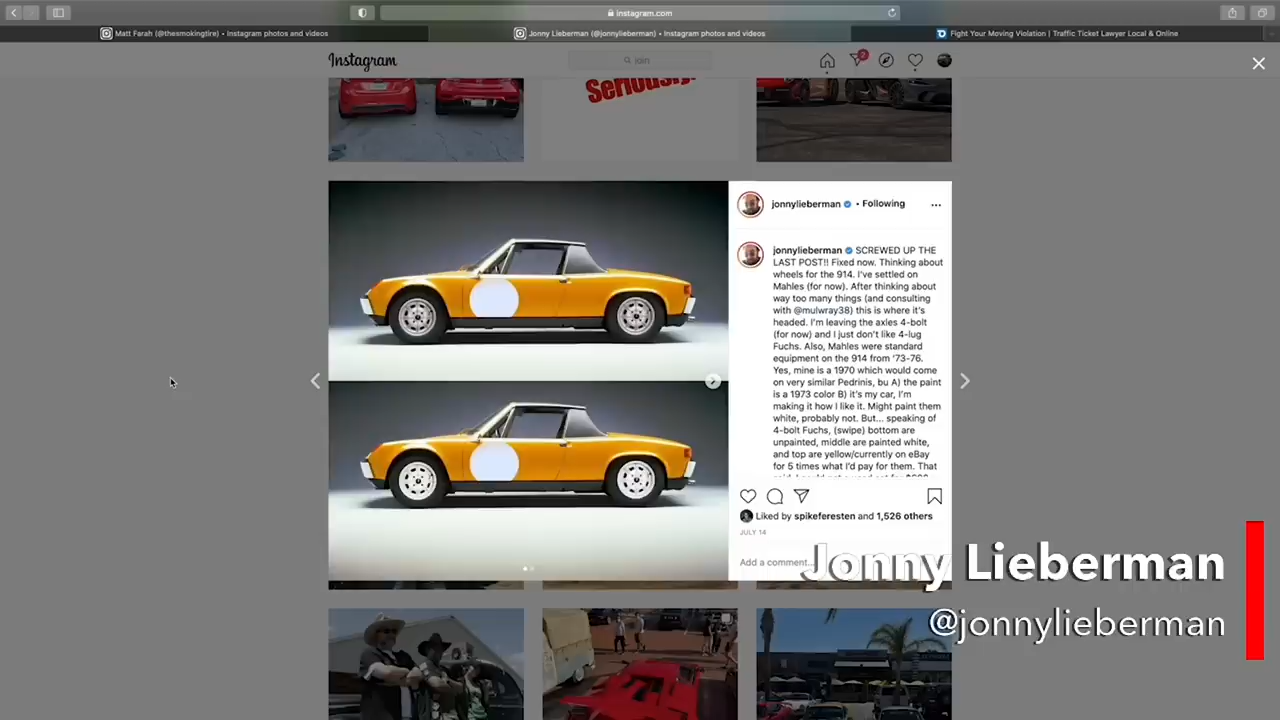 instagram.com
Matt Farah (@thesmokingtire) • Instagram photos and videos
Jonny Lieberman (@jonnylieberman) • Instagram photos and videos
Fight Your Moving Violation | Traffic Ticket Lawyer Local & Online
Instagram
join
2
Seriously.
jonnylieberman • Following
jonnylieberman SCREWED UP THE
LAST POST!! Fixed now. Thinking about
wheels for the 914. I've settled on
Mahles (for now). After thinking about
way too many things (and consulting
with @mulwray38) this is where it's
headed. I'm leaving the axles 4-bolt
(for now) and I just don't like 4-lug
Fuchs. Also, Mahles were standard
equipment on the 914 from '73-76.
Yes, mine is a 1970 which would come
on very similar Pedrinis, bu A) the paint
is a 1973 color B) it's my car, I'm
making it how I like it. Might paint them
white, probably not. But... speaking of
4-bolt Fuchs, (swipe) bottom are
unpainted, middle are painted white,
and top are yellow/currently on eBay
for 5 times what I'd pay for them. That
Liked by spikeferesten and 1,526 others
JULY 14
Add a comment...
Jonny Lieberman
@jonnylieberman